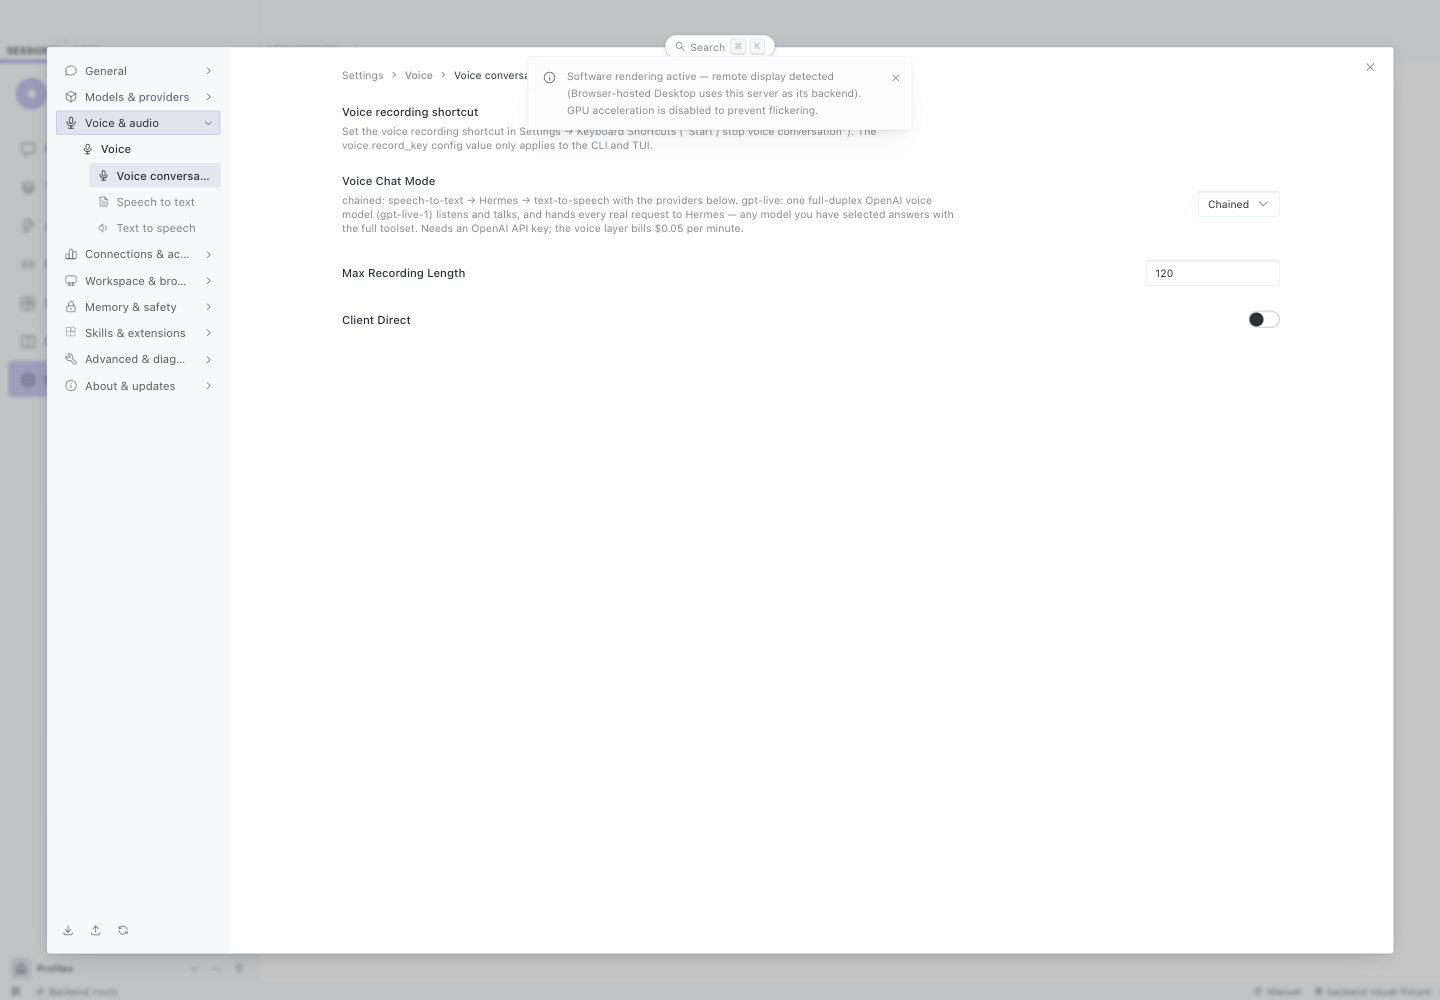 Search ⌘ K
General
Models & providers
Voice & audio
Voice
Voice conversa...
Speech to text
Text to speech
Connections & ac...
Workspace & bro...
Memory & safety
Skills & extensions
Advanced & diag...
About & updates
Settings > Voice > Voice conversa
Software rendering active — remote display detected
(Browser-hosted Desktop uses this server as its backend).
GPU acceleration is disabled to prevent flickering.
Voice recording shortcut
Set the voice recording shortcut in Settings → Keyboard Shortcuts ("Start / stop voice conversation"). The
voice.record_key config value only applies to the CLI and TUI.
Voice Chat Mode
chained: speech-to-text → Hermes → text-to-speech with the providers below. gpt-live: one full-duplex OpenAI voice
model (gpt-live-1) listens and talks, and hands every real request to Hermes — any model you have selected answers with
the full toolset. Needs an OpenAI API key; the voice layer bills $0.05 per minute.
Chained
Max Recording Length
120
Client Direct
Profiles
Backend ready
Manual
backend visual-fixture